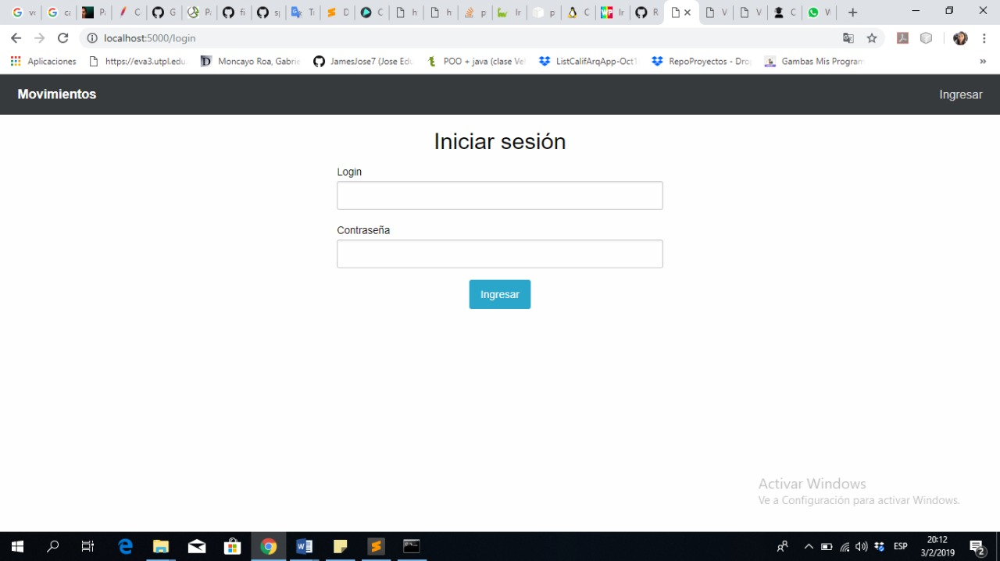 localhost:5000/login
Aplicaciones
https://eva3.utpl.edu
Moncayo Roa, Gabrie
JamesJose7 (Jose Edu
POO + java (clase Vel
ListCalifArqApp-Oct1
RepoProyectos - Dro
Gambas Mis Program
»
Movimientos
Ingresar
Iniciar sesión
Login
Contraseña
Ingresar
Activar Windows
Ve a Configuración para activar Windows.
ESP
20:12
3/2/2019
2